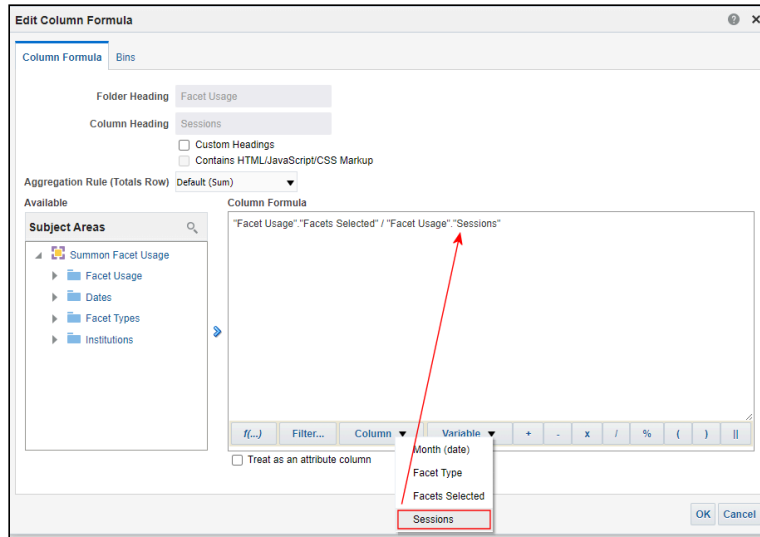 Edit Column Formula
Column Formula
Bins
Folder Heading
Facet Usage
Column Heading
Sessions
Custom Headings
Contains HTML/JavaScript/CSS Markup
Aggregation Rule (Totals Row)
Default (Sum)
Available
Column Formula
Subject Areas
Summon Facet Usage
Facet Usage
Dates
Facet Types
Institutions
"Facet Usage"."Facets Selected" / "Facet Usage"."Sessions"
f(...)
Filter...
Column
Variable
+
-
x
/
%
(
)
||
Treat as an attribute column
Month (date)
Facet Type
Facets Selected
Sessions
OK
Cancel